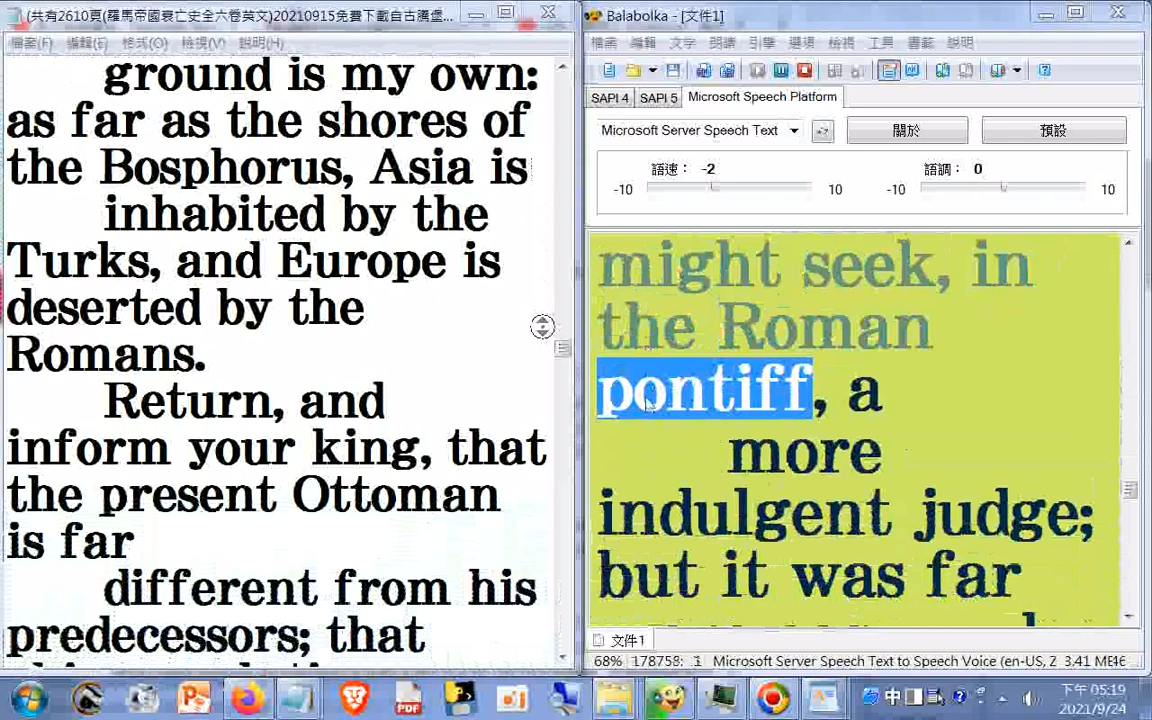 (共有2610頁(羅馬帝國衰亡史全六卷英文)20210915免費下載自古騰堡...
檔案(F) 編輯(E) 格式(O) 檢視(V) 說明(H)
ground is my own:
as far as the shores of
the Bosphorus, Asia is
inhabited by the
Turks, and Europe is
deserted by the
Romans.
Return, and
inform your king, that
the present Ottoman
is far
different from his
predecessors; that
Balabolka - [文件1]
檔案 編輯 文字 朗讀 引擎 選項 檢視 工具 書籤 說明
SAPI 4 SAPI 5 Microsoft Speech Platform
Microsoft Server Speech Text
關於
預設
語速： -2
-10 10
語調： 0
-10 10
might seek, in
the Roman
pontiff, a
more
indulgent judge;
but it was far
文件1
68% 178758: 1 Microsoft Server Speech Text to Speech Voice (en-US, Z 3.41 ME46
PDF
中
下午 05:19
2021/9/24